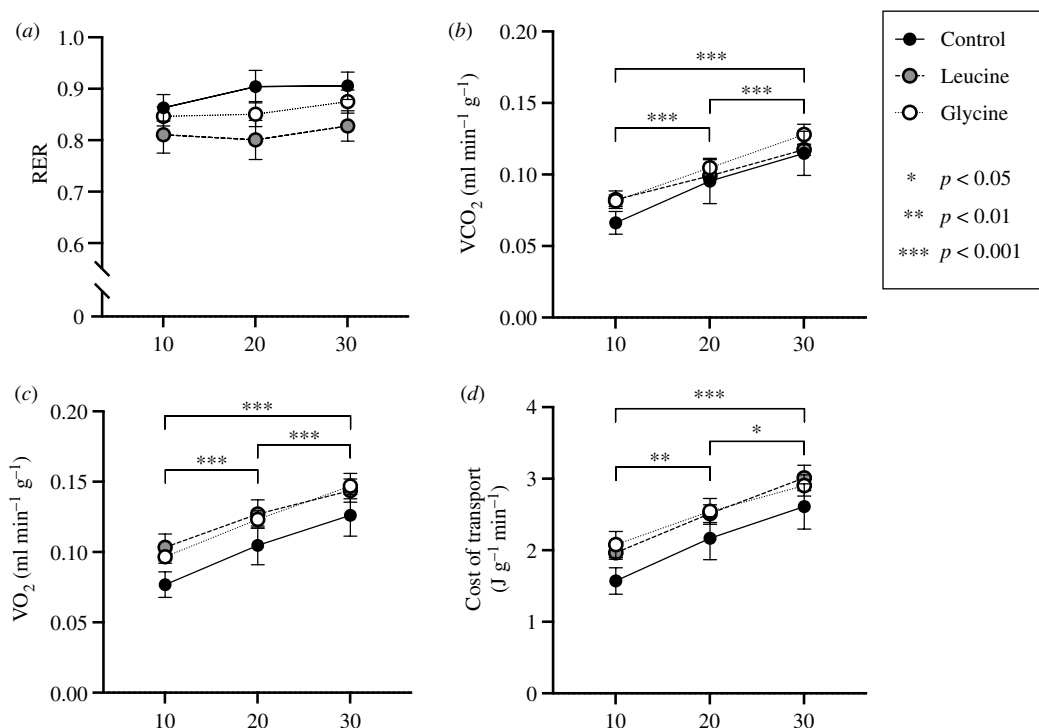 (a)
1.0
0.9
0.8
0.7
0.6
0
RER
10 20 30
(b)
0.20
0.15
0.10
0.05
0.00
VCO₂ (ml min⁻¹ g⁻¹)
***
***
***
10 20 30
Control
Leucine
Glycine
* p < 0.05
** p < 0.01
*** p < 0.001
(c)
0.20
0.15
0.10
0.05
0.00
VO₂ (ml min⁻¹ g⁻¹)
***
***
***
10 20 30
(d)
4
3
2
1
0
Cost of transport
(J g⁻¹ min⁻¹)
***
*
**
10 20 30